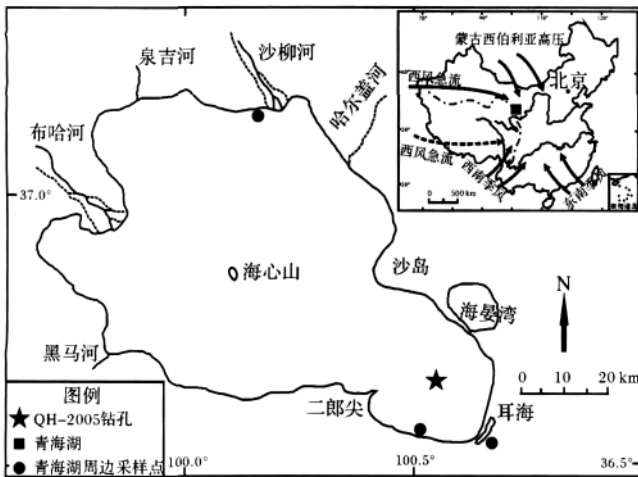 泉吉河
沙柳河
哈尔盖河
布哈河
37.0°
海心山
沙岛
海晏湾
黑马河
二郎尖
耳海
N
0 10 20 km
100.0°
100.5°
36.5°
图例
QH-2005钻孔
青海湖
青海湖周边采样点
蒙古西伯利亚高压
北京
西风急流
西风急流
西南季风
东南季风
0 500 km